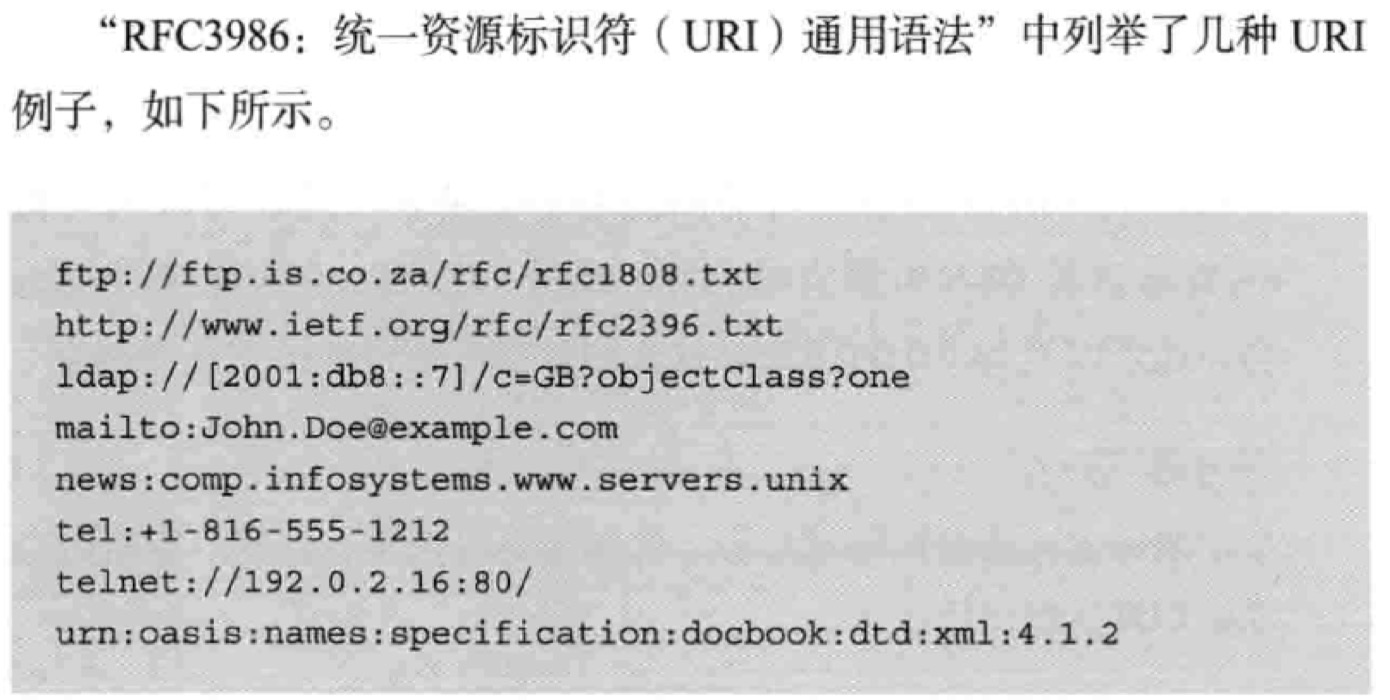 “RFC3986：统一资源标识符（URI）通用语法”中列举了几种 URI
例子，如下所示。
ftp://ftp.is.co.za/rfc/rfc1808.txt
http://www.ietf.org/rfc/rfc2396.txt
ldap://[2001:db8::7]/c=GB?objectClass?one
mailto:John.Doe@example.com
news:comp.infosystems.www.servers.unix
tel:+1-816-555-1212
telnet://192.0.2.16:80/
urn:oasis:names:specification:docbook:dtd:xml:4.1.2